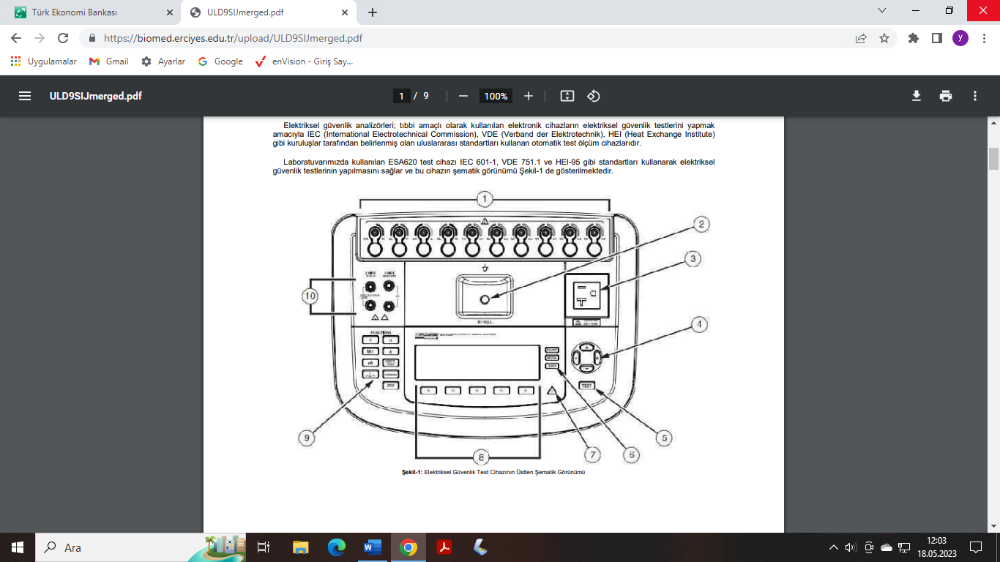 Türk Ekonomi Bankası
ULD9SIJmerged.pdf
https://biomed.erciyes.edu.tr/upload/ULD9SIJmerged.pdf
y
Uygulamalar
Gmail
Ayarlar
Google
enVision - Giriş Say...
ULD9SIJmerged.pdf
1 / 9
100%
Elektriksel güvenlik analizörleri; tıbbi amaçlı olarak kullanılan elektronik cihazların elektriksel güvenlik testlerini yapmak
amacıyla IEC (International Electrotechnical Commission), VDE (Verband der Elektrotechnik), HEI (Heat Exchange Institute)
gibi kuruluşlar tarafından belirlenmiş olan uluslararası standartları kullanan otomatik test ölçüm cihazlarıdır.
Laboratuvarımızda kullanılan ESA620 test cihazı IEC 601-1, VDE 751.1 ve HEI-95 gibi standartları kullanarak elektriksel
güvenlik testlerinin yapılmasını sağlar ve bu cihazın şematik görünümü Şekil-1 de gösterilmektedir.
1
2
3
10
4
FUNCTIONS
V
MΩ
A
µA
SETUP
TEST
9
8
7
6
5
Şekil-1: Elektriksel Güvenlik Test Cihazının Üstten Şematik Görünümü
Ara
12:03
18.05.2023